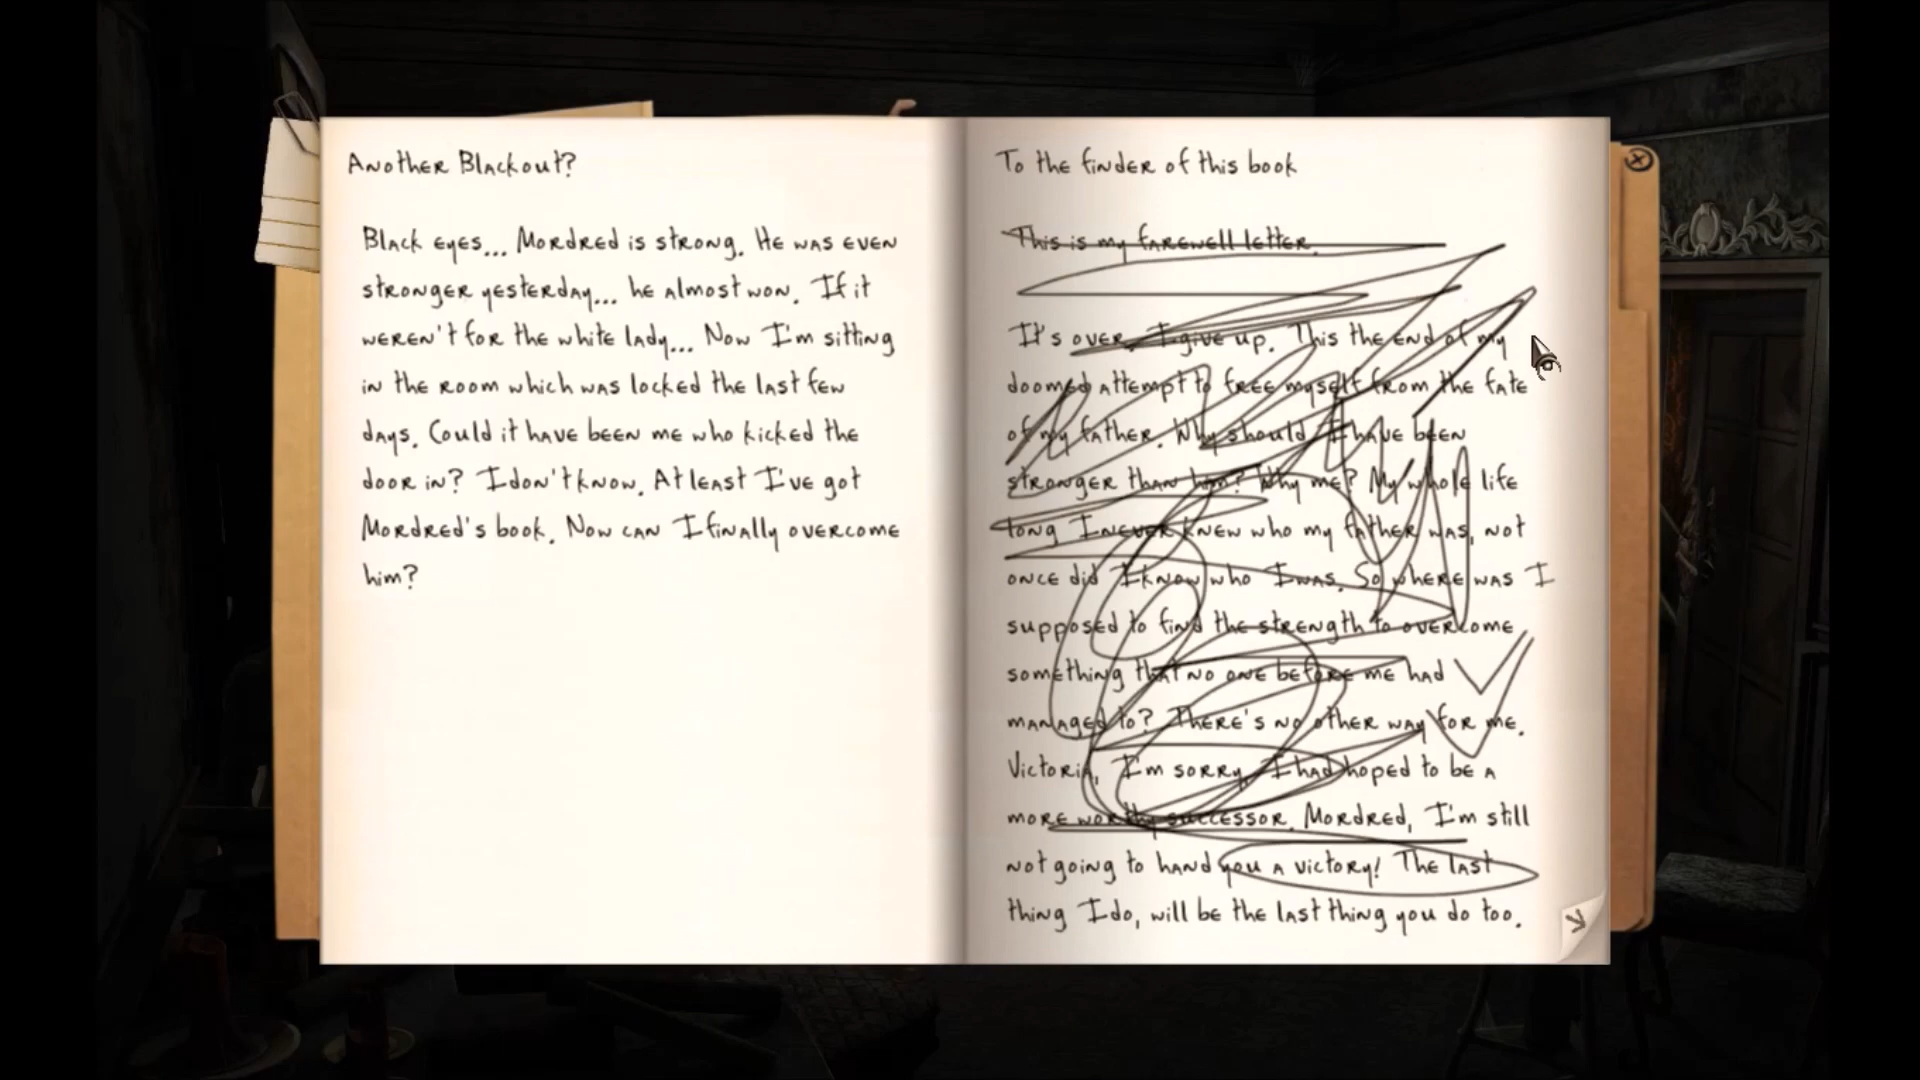 Another Blackout?
Black eyes... Mordred is strong. He was even
stronger yesterday... he almost won. If it
weren't for the white lady... Now I'm sitting
in the room which was locked the last few
days. Could it have been me who kicked the
door in? I don't know. At least I've got
Mordred's book. Now can I finally overcome
him?
To the finder of this book
This is my farewell letter.
It's over. I give up. This the end of my
doomed attempt to free myself from the fate
of my father. Why should I have been
stronger than him? Why me? My whole life
long I never knew who my father was, not
once did I know who I was. So where was I
supposed to find the strength to overcome
something that no one before me had
managed to? There's no other way for me.
Victoria, I'm sorry, I had hoped to be a
more worthy successor. Mordred, I'm still
not going to hand you a victory! The last
thing I do, will be the last thing you do too.